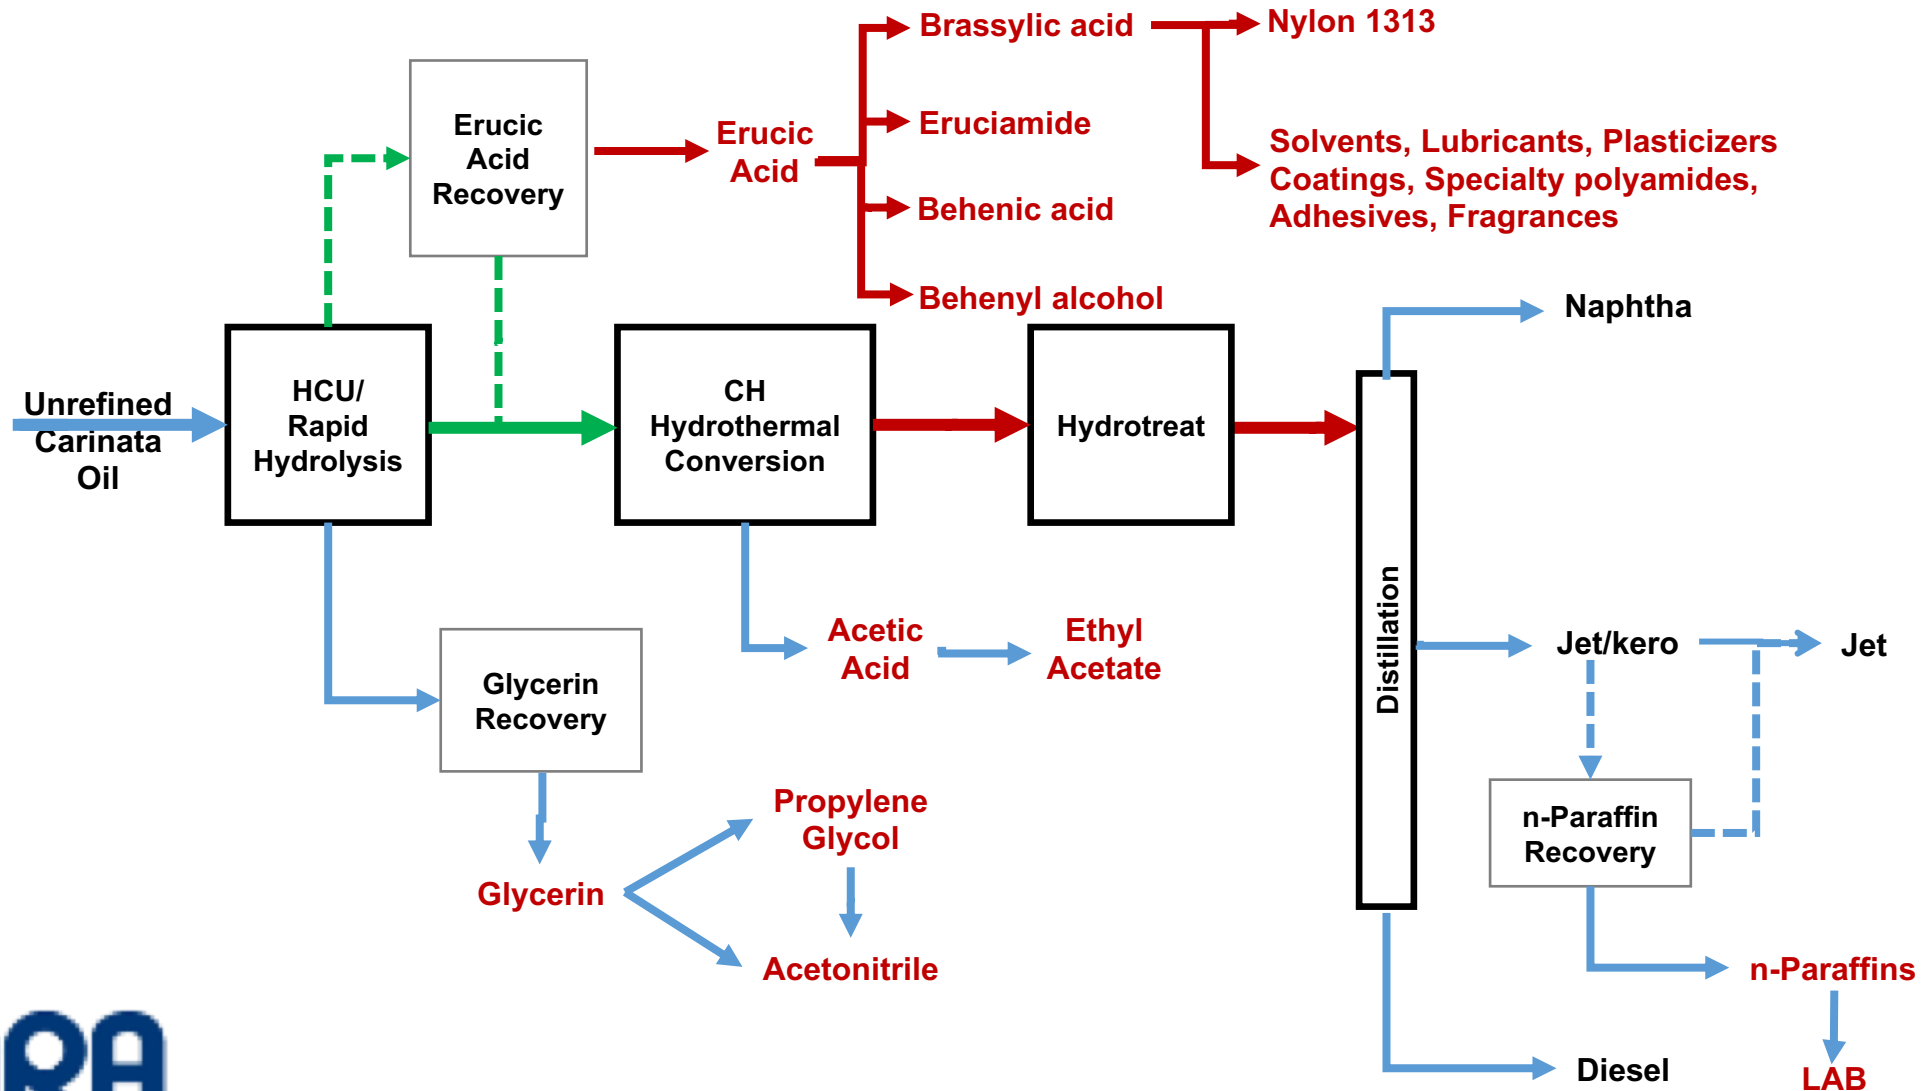 Brassylic acid
Nylon 1313
Erucic
Acid
Recovery
Erucic
Acid
Eruciamide
Solvents, Lubricants, Plasticizers
Coatings, Specialty polyamides,
Adhesives, Fragrances
Behenic acid
Behenyl alcohol
Naphtha
Unrefined
Carinata
Oil
HCU/
Rapid
Hydrolysis
CH
Hydrothermal
Conversion
Hydrotreat
Distillation
Acetic
Acid
Ethyl
Acetate
Jet/kero
Jet
Glycerin
Recovery
n-Paraffin
Recovery
Propylene
Glycol
Glycerin
Acetonitrile
n-Paraffins
Diesel
LAB
RA